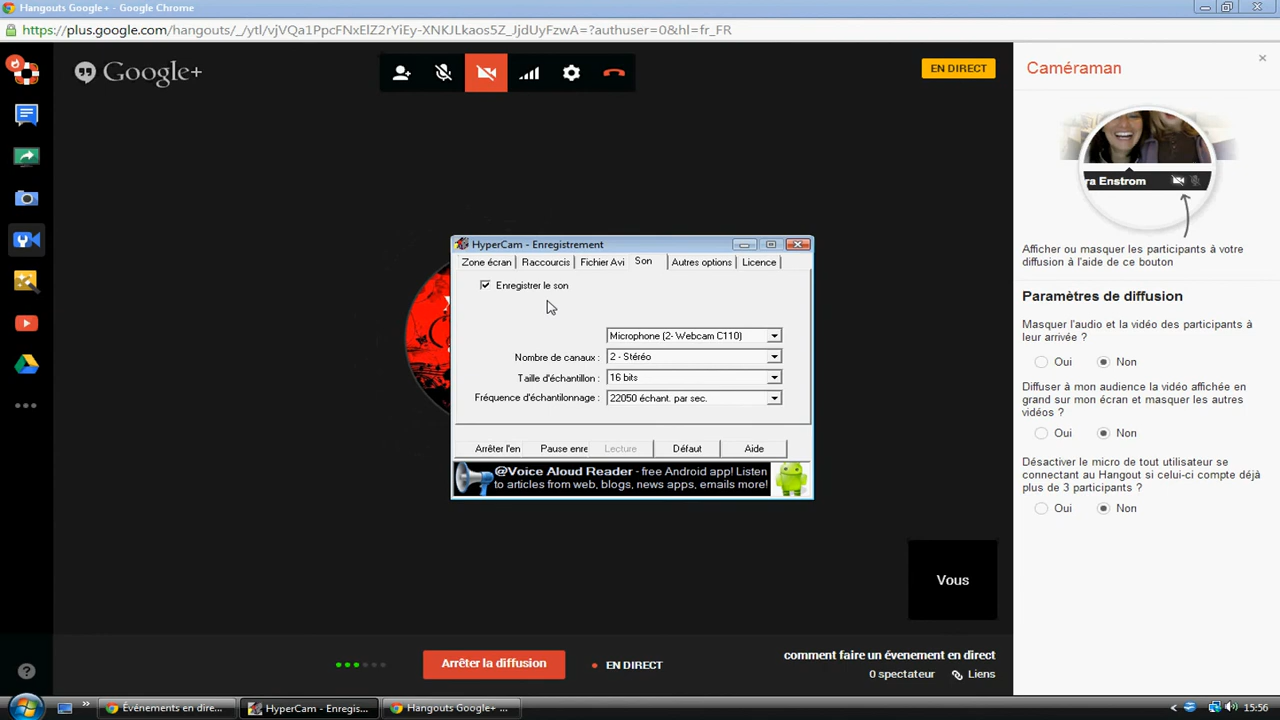 Hangouts Google+ - Google Chrome
https://plus.google.com/hangouts/_/ytl/vjVQa1PpcFNxElZ2rYiEy-XNKJLkaos5Z_JjdUyFzwA=?authuser=0&hl=fr_FR
Google+
EN DIRECT
Caméraman
ra Enstrom
Afficher ou masquer les participants à votre
diffusion à l'aide de ce bouton
Paramètres de diffusion
Masquer l'audio et la vidéo des participants à
leur arrivée ?
Oui Non
Diffuser à mon audience la vidéo affichée en
grand sur mon écran et masquer les autres
vidéos ?
Oui Non
Désactiver le micro de tout utilisateur se
connectant au Hangout si celui-ci compte déjà
plus de 3 participants ?
Oui Non
HyperCam - Enregistrement
Zone écran Raccourcis Fichier Avi Son Autres options Licence
Enregistrer le son
Microphone (2- Webcam C110)
Nombre de canaux : 2 - Stéréo
Taille d'échantillon : 16 bits
Fréquence d'échantilonnage : 22050 échant. par sec.
Arrêter l'en Pause enre Lecture Défaut Aide
@Voice Aloud Reader - free Android app! Listen
to articles from web, blogs, news apps, emails more!
Vous
Arrêter la diffusion
EN DIRECT
comment faire un évenement en direct
0 spectateur Liens
Événements en dire... HyperCam - Enregis... Hangouts Google+ ... 15:56